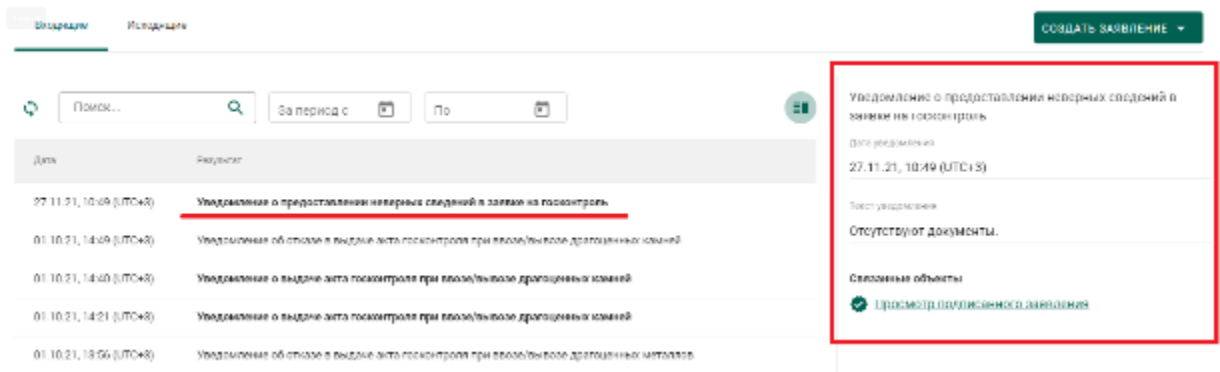 Входящие Исходящие
СОЗДАТЬ ЗАЯВЛЕНИЕ
Поиск...
За период с
По
Дата Результат
27.11.21, 10:49 (UTC+3) Уведомление о предоставлении неверных сведений в заявке на госконтроль
01.10.21, 14:49 (UTC+3) Уведомление об отказе в выдаче акта госконтроля при ввозе/вывозе драгоценных камней
01.10.21, 14:40 (UTC+3) Уведомление о выдаче акта госконтроля при ввозе/вывозе драгоценных камней
01.10.21, 14:21 (UTC+3) Уведомление о выдаче акта госконтроля при ввозе/вывозе драгоценных камней
01.10.21, 13:56 (UTC+3) Уведомление об отказе в выдаче акта госконтроля при ввозе/вывозе драгоценных металлов
Уведомление о предоставлении неверных сведений в
заявке на госконтроль
Дата уведомления
27.11.21, 10:49 (UTC+3)
Текст уведомления
Отсутствуют документы.
Связанные объекты
Просмотр подписанного заявления